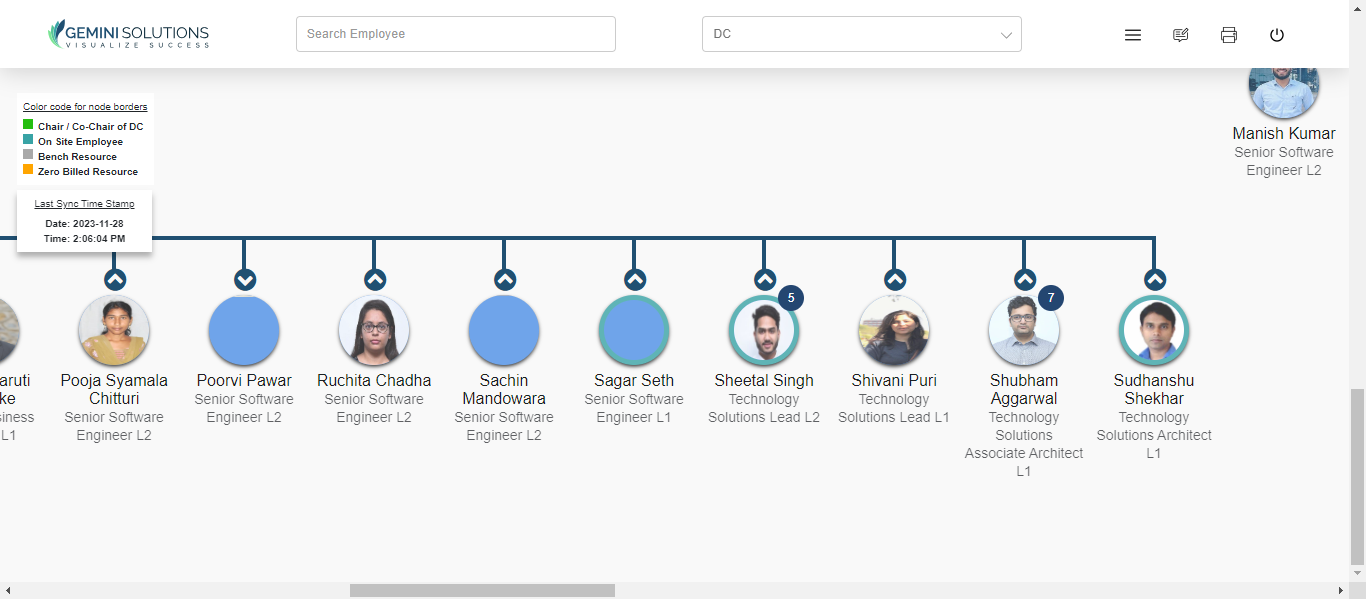 GEMINI SOLUTIONS
VISUALIZE SUCCESS
Search Employee
DC
Color code for node borders
Chair / Co-Chair of DC
On Site Employee
Bench Resource
Zero Billed Resource
Last Sync Time Stamp
Date: 2023-11-28
Time: 2:06:04 PM
Manish Kumar
Senior Software
Engineer L2
aruti
ke
siness
L1
Pooja Syamala
Chitturi
Senior Software
Engineer L2
Poorvi Pawar
Senior Software
Engineer L2
Ruchita Chadha
Senior Software
Engineer L2
Sachin
Mandowara
Senior Software
Engineer L2
Sagar Seth
Senior Software
Engineer L1
5
Sheetal Singh
Technology
Solutions Lead L2
Shivani Puri
Technology
Solutions Lead L1
7
Shubham
Aggarwal
Technology
Solutions
Associate Architect
L1
Sudhanshu
Shekhar
Technology
Solutions Architect
L1